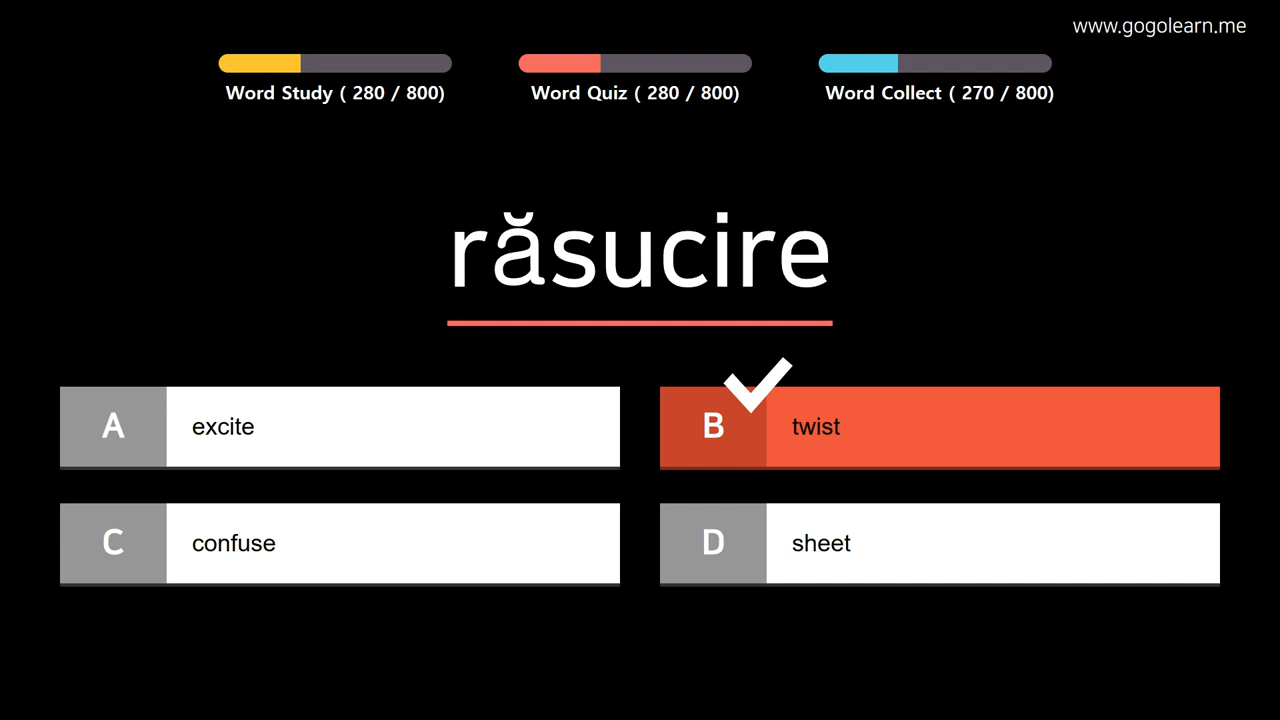 www.gogolearn.me
Word Study ( 280 / 800)
Word Quiz ( 280 / 800)
Word Collect ( 270 / 800)
răsucire
A excite
B twist
C confuse
D sheet